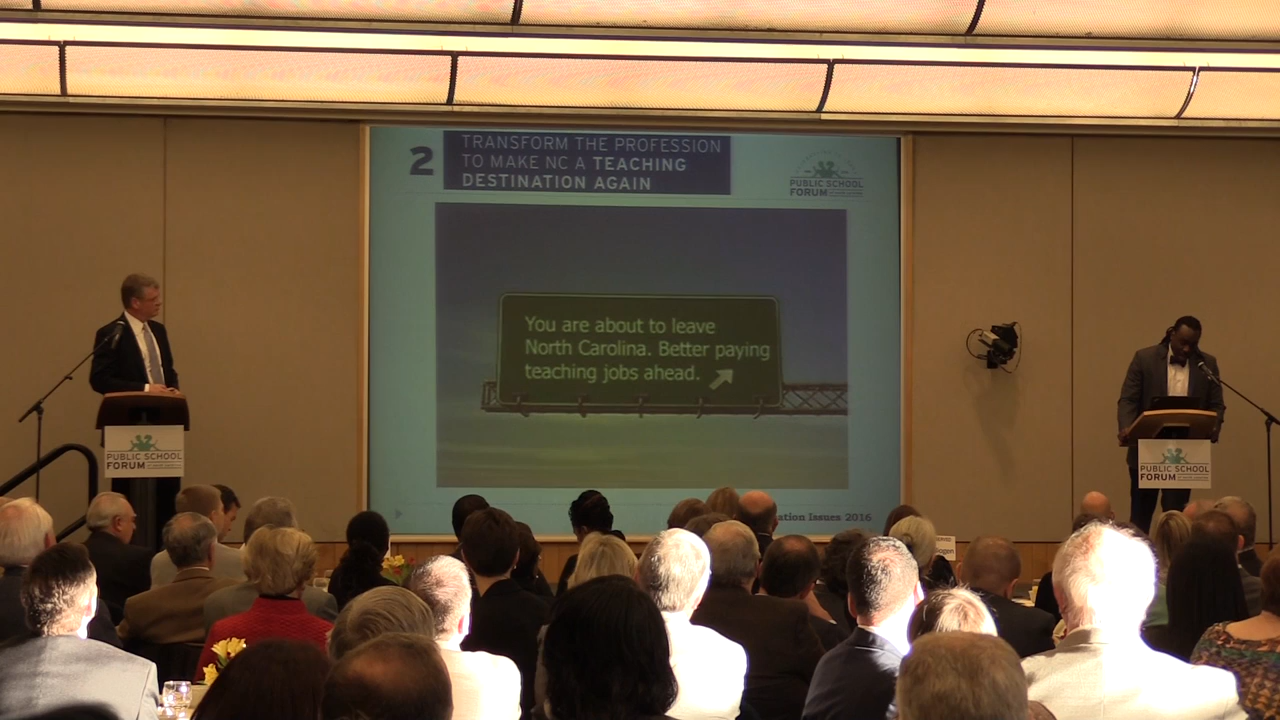 2
TRANSFORM THE PROFESSION
TO MAKE NC A TEACHING
DESTINATION AGAIN
PUBLIC SCHOOL
FORUM
You are about to leave
North Carolina. Better paying
teaching jobs ahead.
Issues 2016
PUBLIC SCHOOL
FORUM
PUBLIC SCHOOL
FORUM